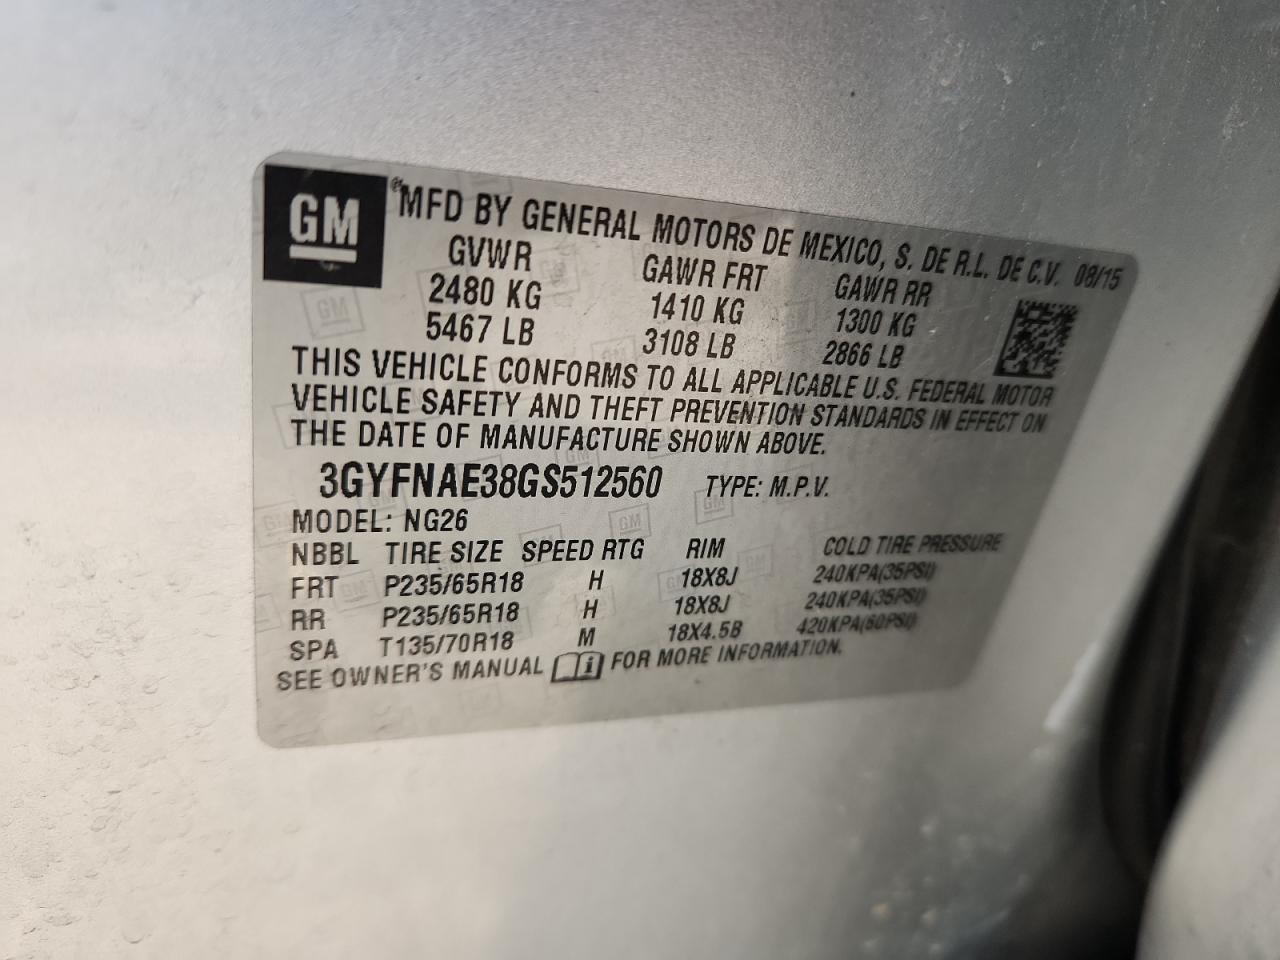 GM
® MFD BY GENERAL MOTORS DE MEXICO, S. DE R.L. DE C.V. 08/15
GVWR GAWR FRT GAWR RR
2480 KG 1410 KG 1300 KG
5467 LB 3108 LB 2866 LB
THIS VEHICLE CONFORMS TO ALL APPLICABLE U.S. FEDERAL MOTOR
VEHICLE SAFETY AND THEFT PREVENTION STANDARDS IN EFFECT ON
THE DATE OF MANUFACTURE SHOWN ABOVE.
3GYFNAE38GS512560 TYPE: M.P.V.
MODEL: NG26
NBBL TIRE SIZE SPEED RTG RIM COLD TIRE PRESSURE
FRT P235/65R18 H 18X8J 240KPA(35PSI)
RR P235/65R18 H 18X8J 240KPA(35PSI)
SPA T135/70R18 M 18X4.5B 420KPA(60PSI)
SEE OWNER'S MANUAL i FOR MORE INFORMATION.